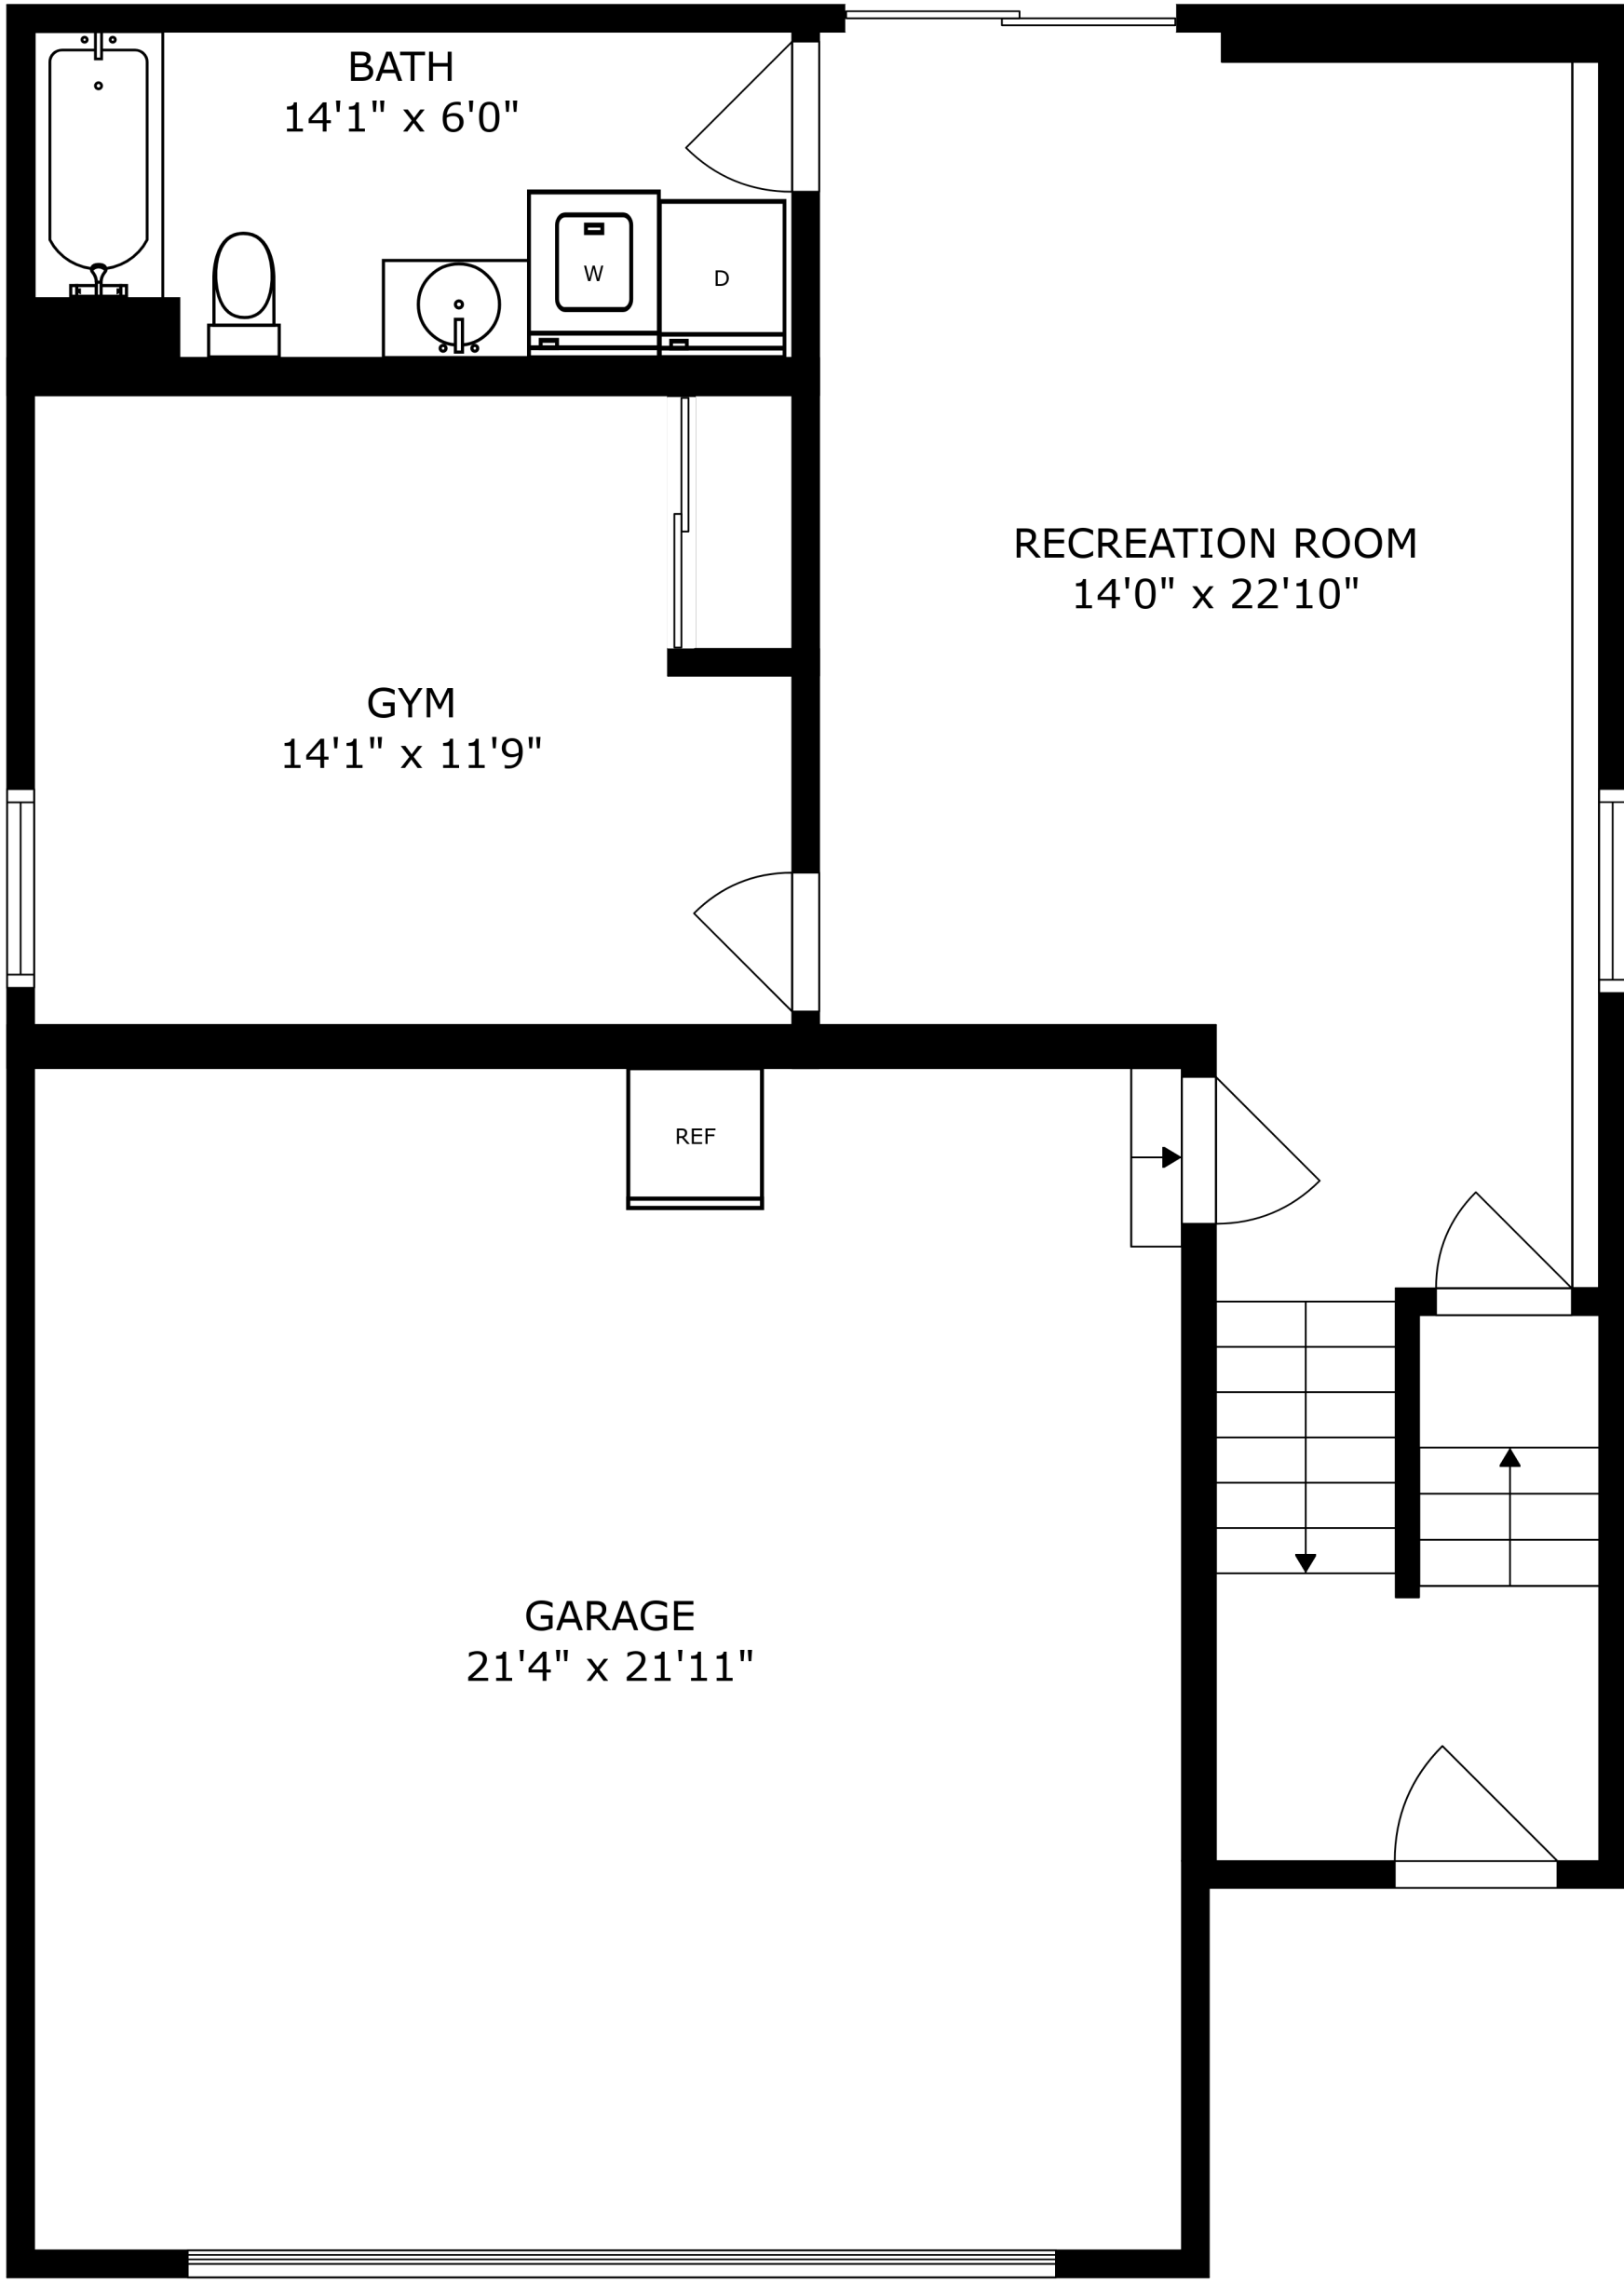 BATH
14'1" x 6'0"
W
D
RECREATION ROOM
14'0" x 22'10"
GYM
14'1" x 11'9"
REF
GARAGE
21'4" x 21'11"